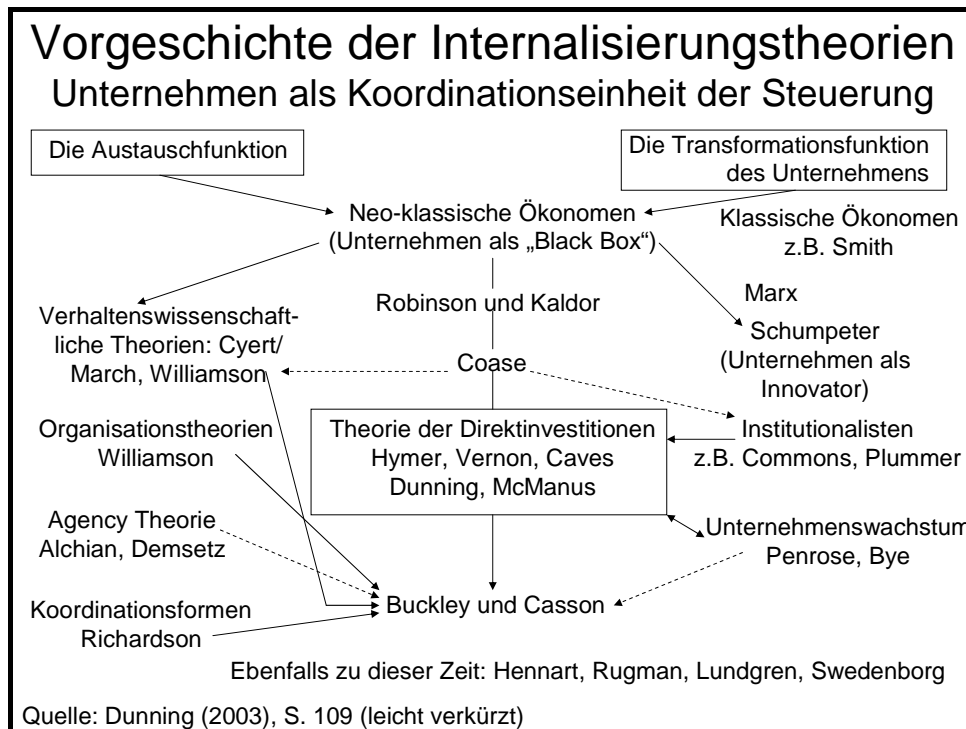 Vorgeschichte der Internalisierungstheorien
Unternehmen als Koordinationseinheit der Steuerung
Die Austauschfunktion
Die Transformationsfunktion
des Unternehmens
Neo-klassische Ökonomen
(Unternehmen als „Black Box“)
Klassische Ökonomen
z.B. Smith
Robinson und Kaldor
Marx
Verhaltenswissenschaft-
liche Theorien: Cyert/
March, Williamson
Schumpeter
(Unternehmen als
Innovator)
Coase
Organisationstheorien
Williamson
Theorie der Direktinvestitionen
Hymer, Vernon, Caves
Dunning, McManus
Institutionalisten
z.B. Commons, Plummer
Agency Theorie
Alchian, Demsetz
Unternehmenswachstum
Penrose, Bye
Koordinationsformen
Richardson
Buckley und Casson
Ebenfalls zu dieser Zeit: Hennart, Rugman, Lundgren, Swedenborg
Quelle: Dunning (2003), S. 109 (leicht verkürzt)